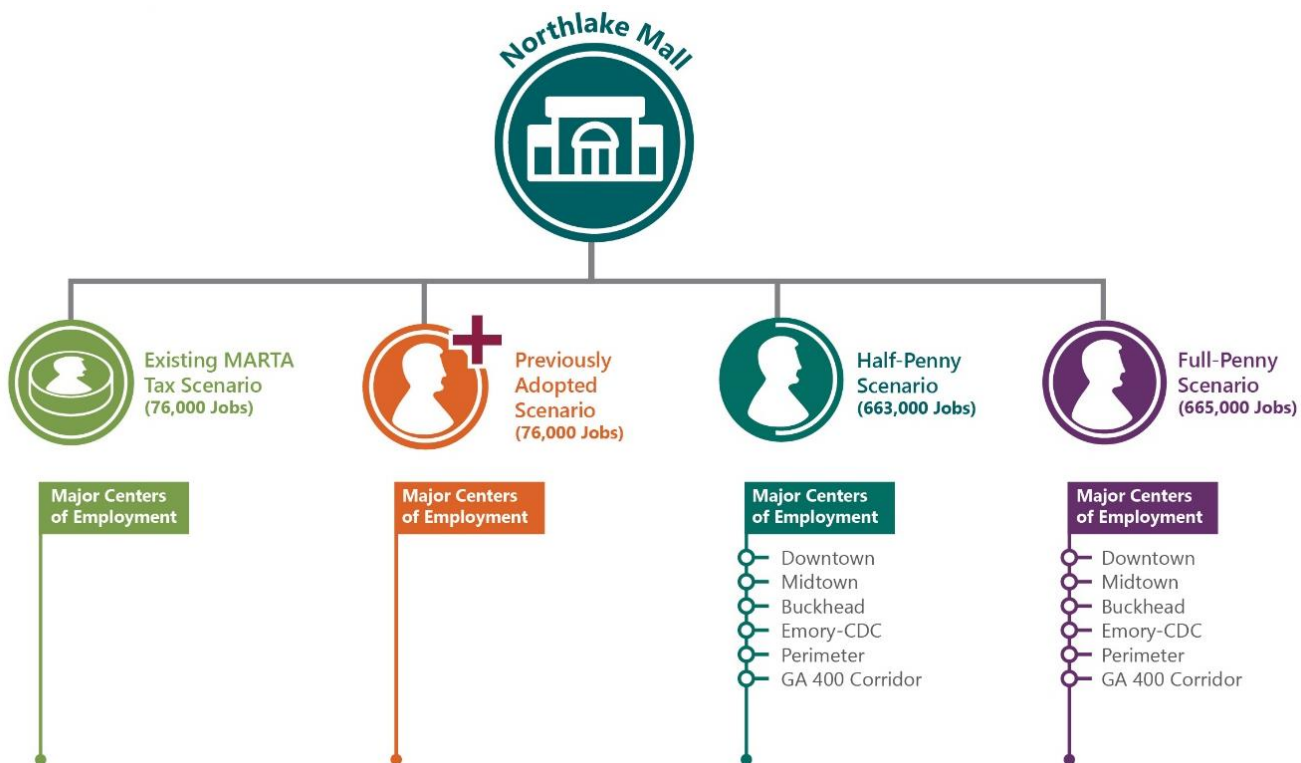 Northlake Mall
Existing MARTA
Tax Scenario
(76,000 Jobs)
Previously
Adopted
Scenario
(76,000 Jobs)
Half-Penny
Scenario
(663,000 Jobs)
Full-Penny
Scenario
(665,000 Jobs)
Major Centers
of Employment
Major Centers
of Employment
Major Centers
of Employment
Downtown
Midtown
Buckhead
Emory-CDC
Perimeter
GA 400 Corridor
Major Centers
of Employment
Downtown
Midtown
Buckhead
Emory-CDC
Perimeter
GA 400 Corridor